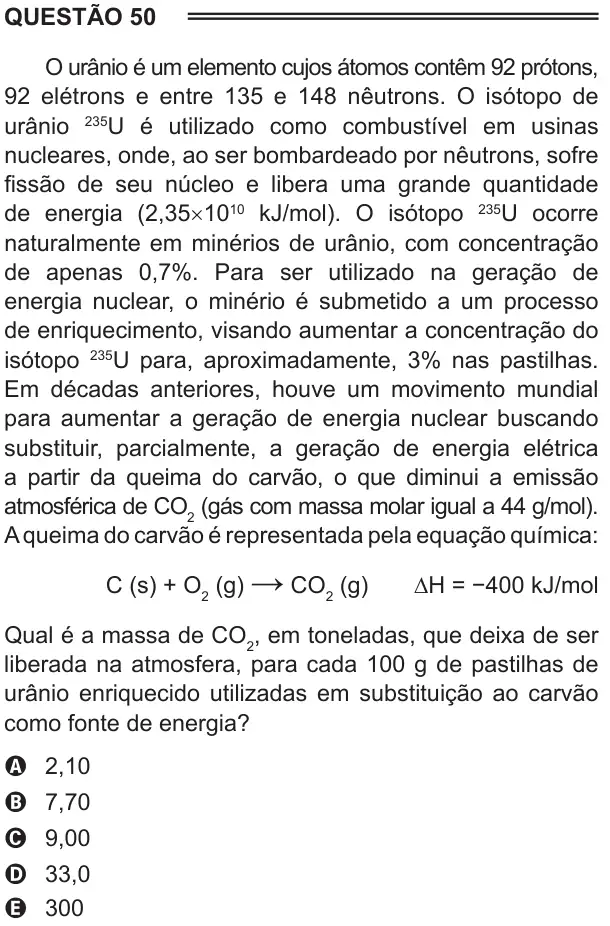 QUESTÃO 50
O urânio é um elemento cujos átomos contêm 92 prótons,
92 elétrons e entre 135 e 148 nêutrons. O isótopo de
urânio ²³⁵U é utilizado como combustível em usinas
nucleares, onde, ao ser bombardeado por nêutrons, sofre
fissão de seu núcleo e libera uma grande quantidade
de energia (2,35×10¹⁰ kJ/mol). O isótopo ²³⁵U ocorre
naturalmente em minérios de urânio, com concentração
de apenas 0,7%. Para ser utilizado na geração de
energia nuclear, o minério é submetido a um processo
de enriquecimento, visando aumentar a concentração do
isótopo ²³⁵U para, aproximadamente, 3% nas pastilhas.
Em décadas anteriores, houve um movimento mundial
para aumentar a geração de energia nuclear buscando
substituir, parcialmente, a geração de energia elétrica
a partir da queima do carvão, o que diminui a emissão
atmosférica de CO₂ (gás com massa molar igual a 44 g/mol).
A queima do carvão é representada pela equação química:
C (s) + O₂ (g) ⟶ CO₂ (g) ∆H = −400 kJ/mol
Qual é a massa de CO₂, em toneladas, que deixa de ser
liberada na atmosfera, para cada 100 g de pastilhas de
urânio enriquecido utilizadas em substituição ao carvão
como fonte de energia?
A 2,10
B 7,70
C 9,00
D 33,0
E 300